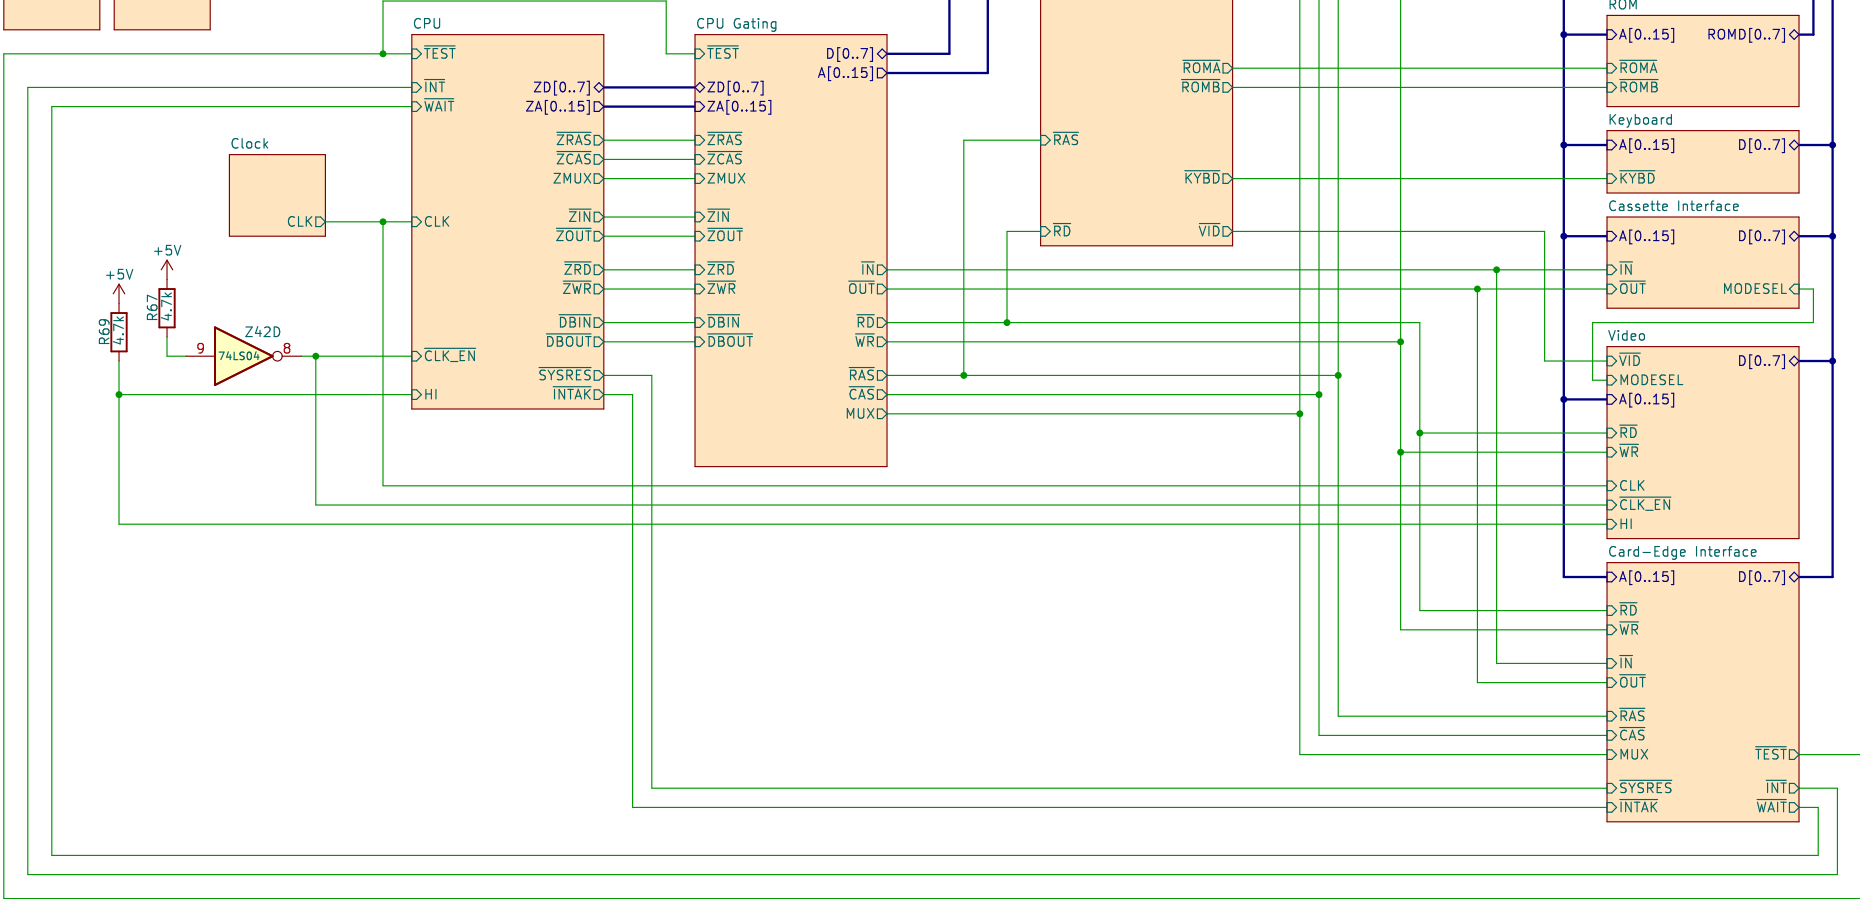 CPU
TEST
INT
WAIT
CLK
CLK_EN
HI
ZD[0..7]
ZA[0..15]
ZRAS
ZCAS
ZMUX
ZIN
ZOUT
ZRD
ZWR
DBIN
DBOUT
SYSRES
INTAK
Clock
CLK
+5V
R69
4.7k
+5V
R67
4.7k
Z42D
9
74LS04
8
CPU Gating
TEST
ZD[0..7]
ZA[0..15]
ZRAS
ZCAS
ZMUX
ZIN
ZOUT
ZRD
ZWR
DBIN
DBOUT
D[0..7]
A[0..15]
IN
OUT
RD
WR
RAS
CAS
MUX
RAS
RD
ROMA
ROMB
KYBD
VID
ROM
A[0..15] ROMD[0..7]
ROMA
ROMB
Keyboard
A[0..15] D[0..7]
KYBD
Cassette Interface
A[0..15] D[0..7]
IN
OUT MODESEL
Video
VID D[0..7]
MODESEL
A[0..15]
RD
WR
CLK
CLK_EN
HI
Card-Edge Interface
A[0..15] D[0..7]
RD
WR
IN
OUT
RAS
CAS
MUX TEST
SYSRES INT
INTAK WAIT